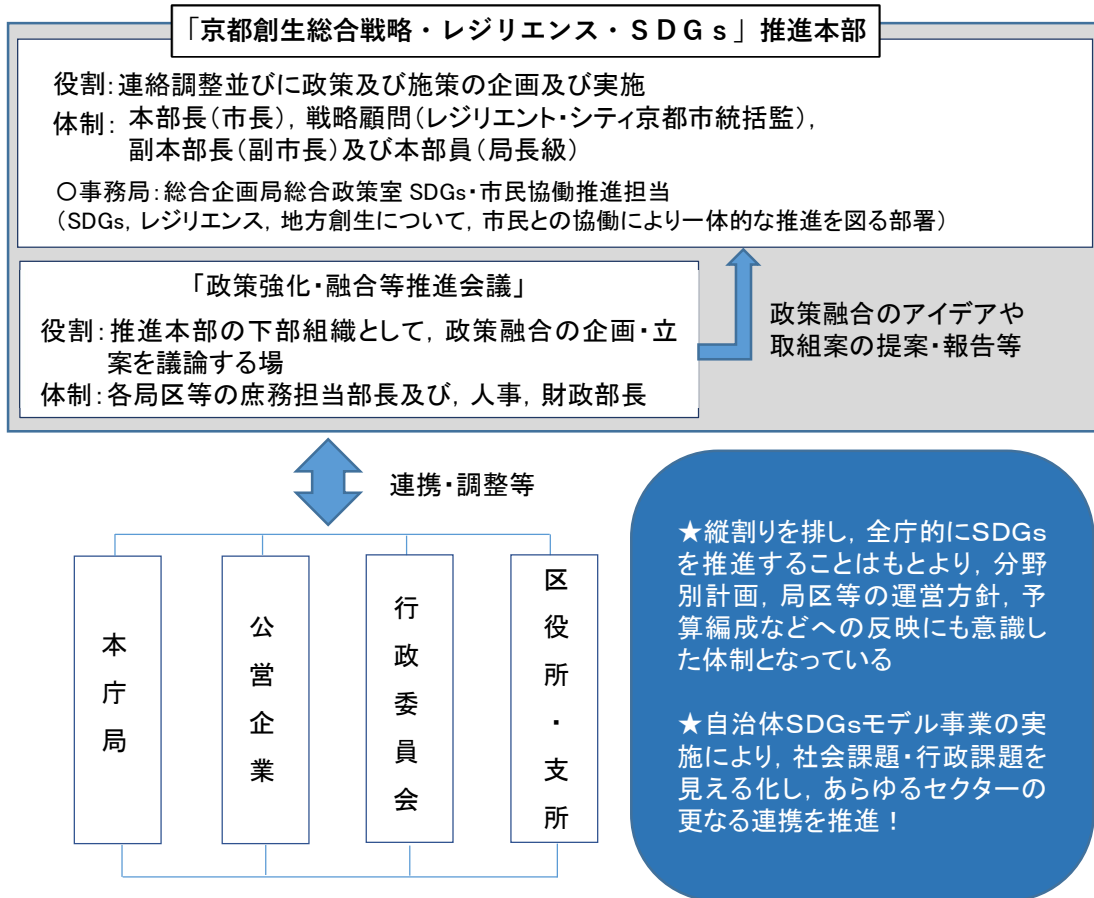 「京都創生総合戦略・レジリエンス・SDGs」推進本部
役割:連絡調整並びに政策及び施策の企画及び実施
体制: 本部長(市長), 戦略顧問(レジリエント・シティ京都市統括監),
副本部長(副市長)及び本部員(局長級)
○事務局:総合企画局総合政策室 SDGs・市民協働推進担当
(SDGs, レジリエンス, 地方創生について, 市民との協働により一体的な推進を図る部署)
「政策強化・融合等推進会議」
役割:推進本部の下部組織として, 政策融合の企画・立
案を議論する場
体制:各局区等の庶務担当部長及び, 人事, 財政部長
政策融合のアイデアや
取組案の提案・報告等
連携・調整等
本庁局
公営企業
行政委員会
区役所・支所
★縦割りを排し, 全庁的にSDGs
を推進することはもとより, 分野
別計画, 局区等の運営方針, 予
算編成などへの反映にも意識し
た体制となっている
★自治体SDGsモデル事業の実
施により, 社会課題・行政課題を
見える化し, あらゆるセクターの
更なる連携を推進!